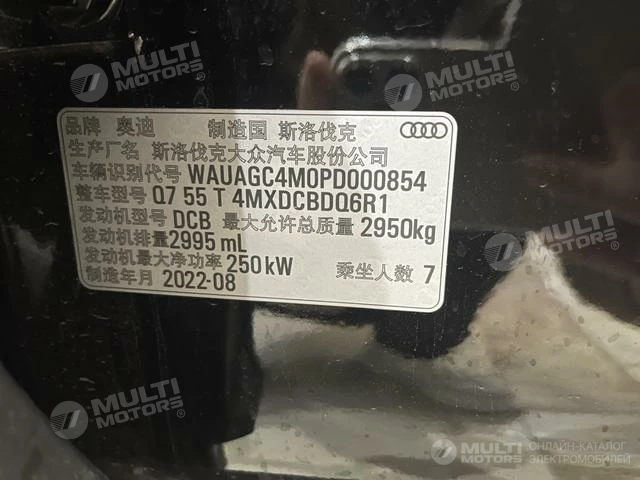 MULTI
MOTORS®
MULTI
MOTORS®
品牌 奥迪 制造国 斯洛伐克
生产厂名 斯洛伐克大众汽车股份公司
车辆识别代号 WAUAGC4M0PD000854
整车型号 Q7 55 T 4MXDCBDQ6R1
发动机型号 DCB 最大允许总质量 2950kg
发动机排量 2995 mL
发动机最大净功率 250 kW 乘坐人数 7
制造年月 2022-08
MULTI
MOTORS®
MULTI
MOTORS®
MULTI
MOTORS®
ОНЛАЙН-КАТАЛОГ
ЭЛЕКТРОМОБИЛЕЙ